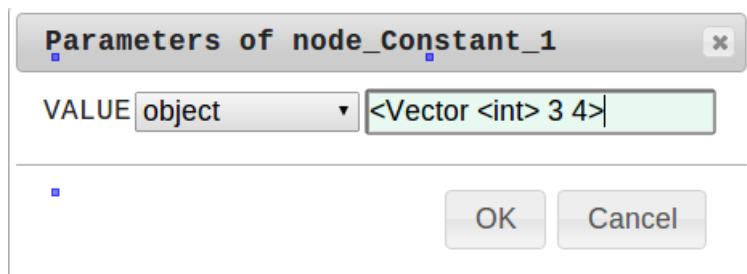 Parameters of node_Constant_1
VALUE object <Vector <int> 3 4>
OK Cancel